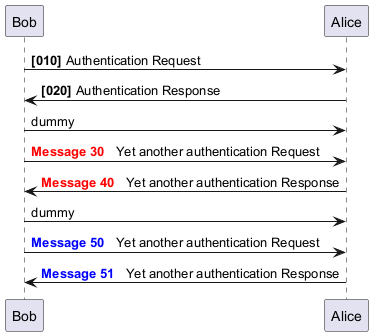 Bob Alice
[010] Authentication Request
[020] Authentication Response
dummy
Message 30 Yet another authentication Request
Message 40 Yet another authentication Response
dummy
Message 50 Yet another authentication Request
Message 51 Yet another authentication Response
Bob Alice